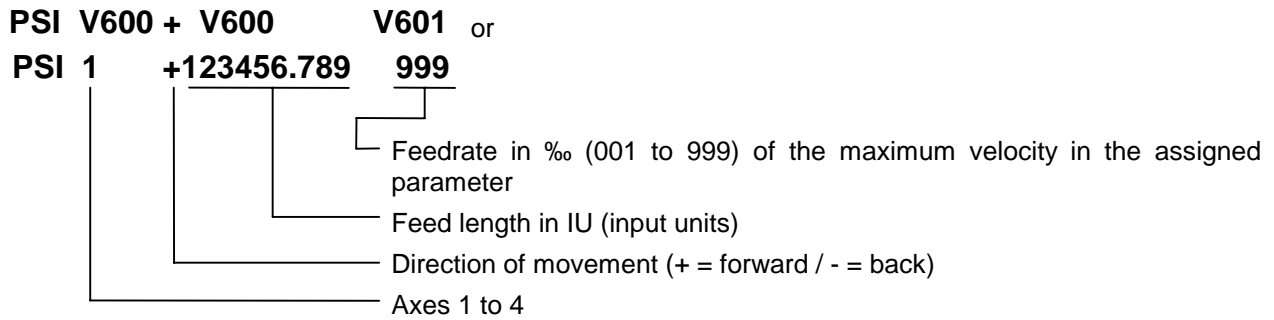 PSI V600 + V600 V601 or
PSI 1 +123456.789 999
Feedrate in ‰ (001 to 999) of the maximum velocity in the assigned
parameter
Feed length in IU (input units)
Direction of movement (+ = forward / - = back)
Axes 1 to 4